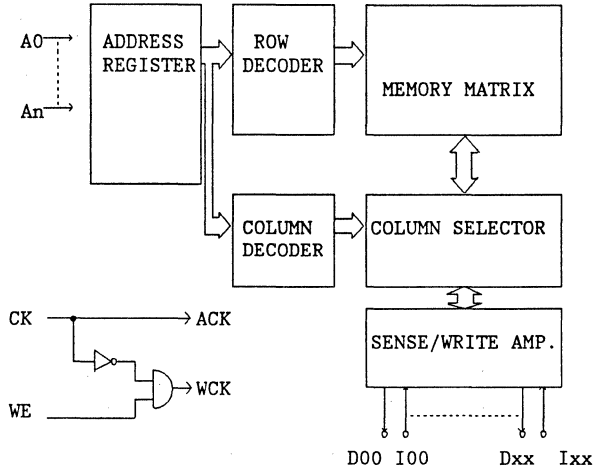 A0
An
ADDRESS
REGISTER
ROW
DECODER
MEMORY MATRIX
COLUMN
DECODER
COLUMN SELECTOR
SENSE/WRITE AMP.
CK
ACK
WCK
WE
D00 I00 Dxx Ixx